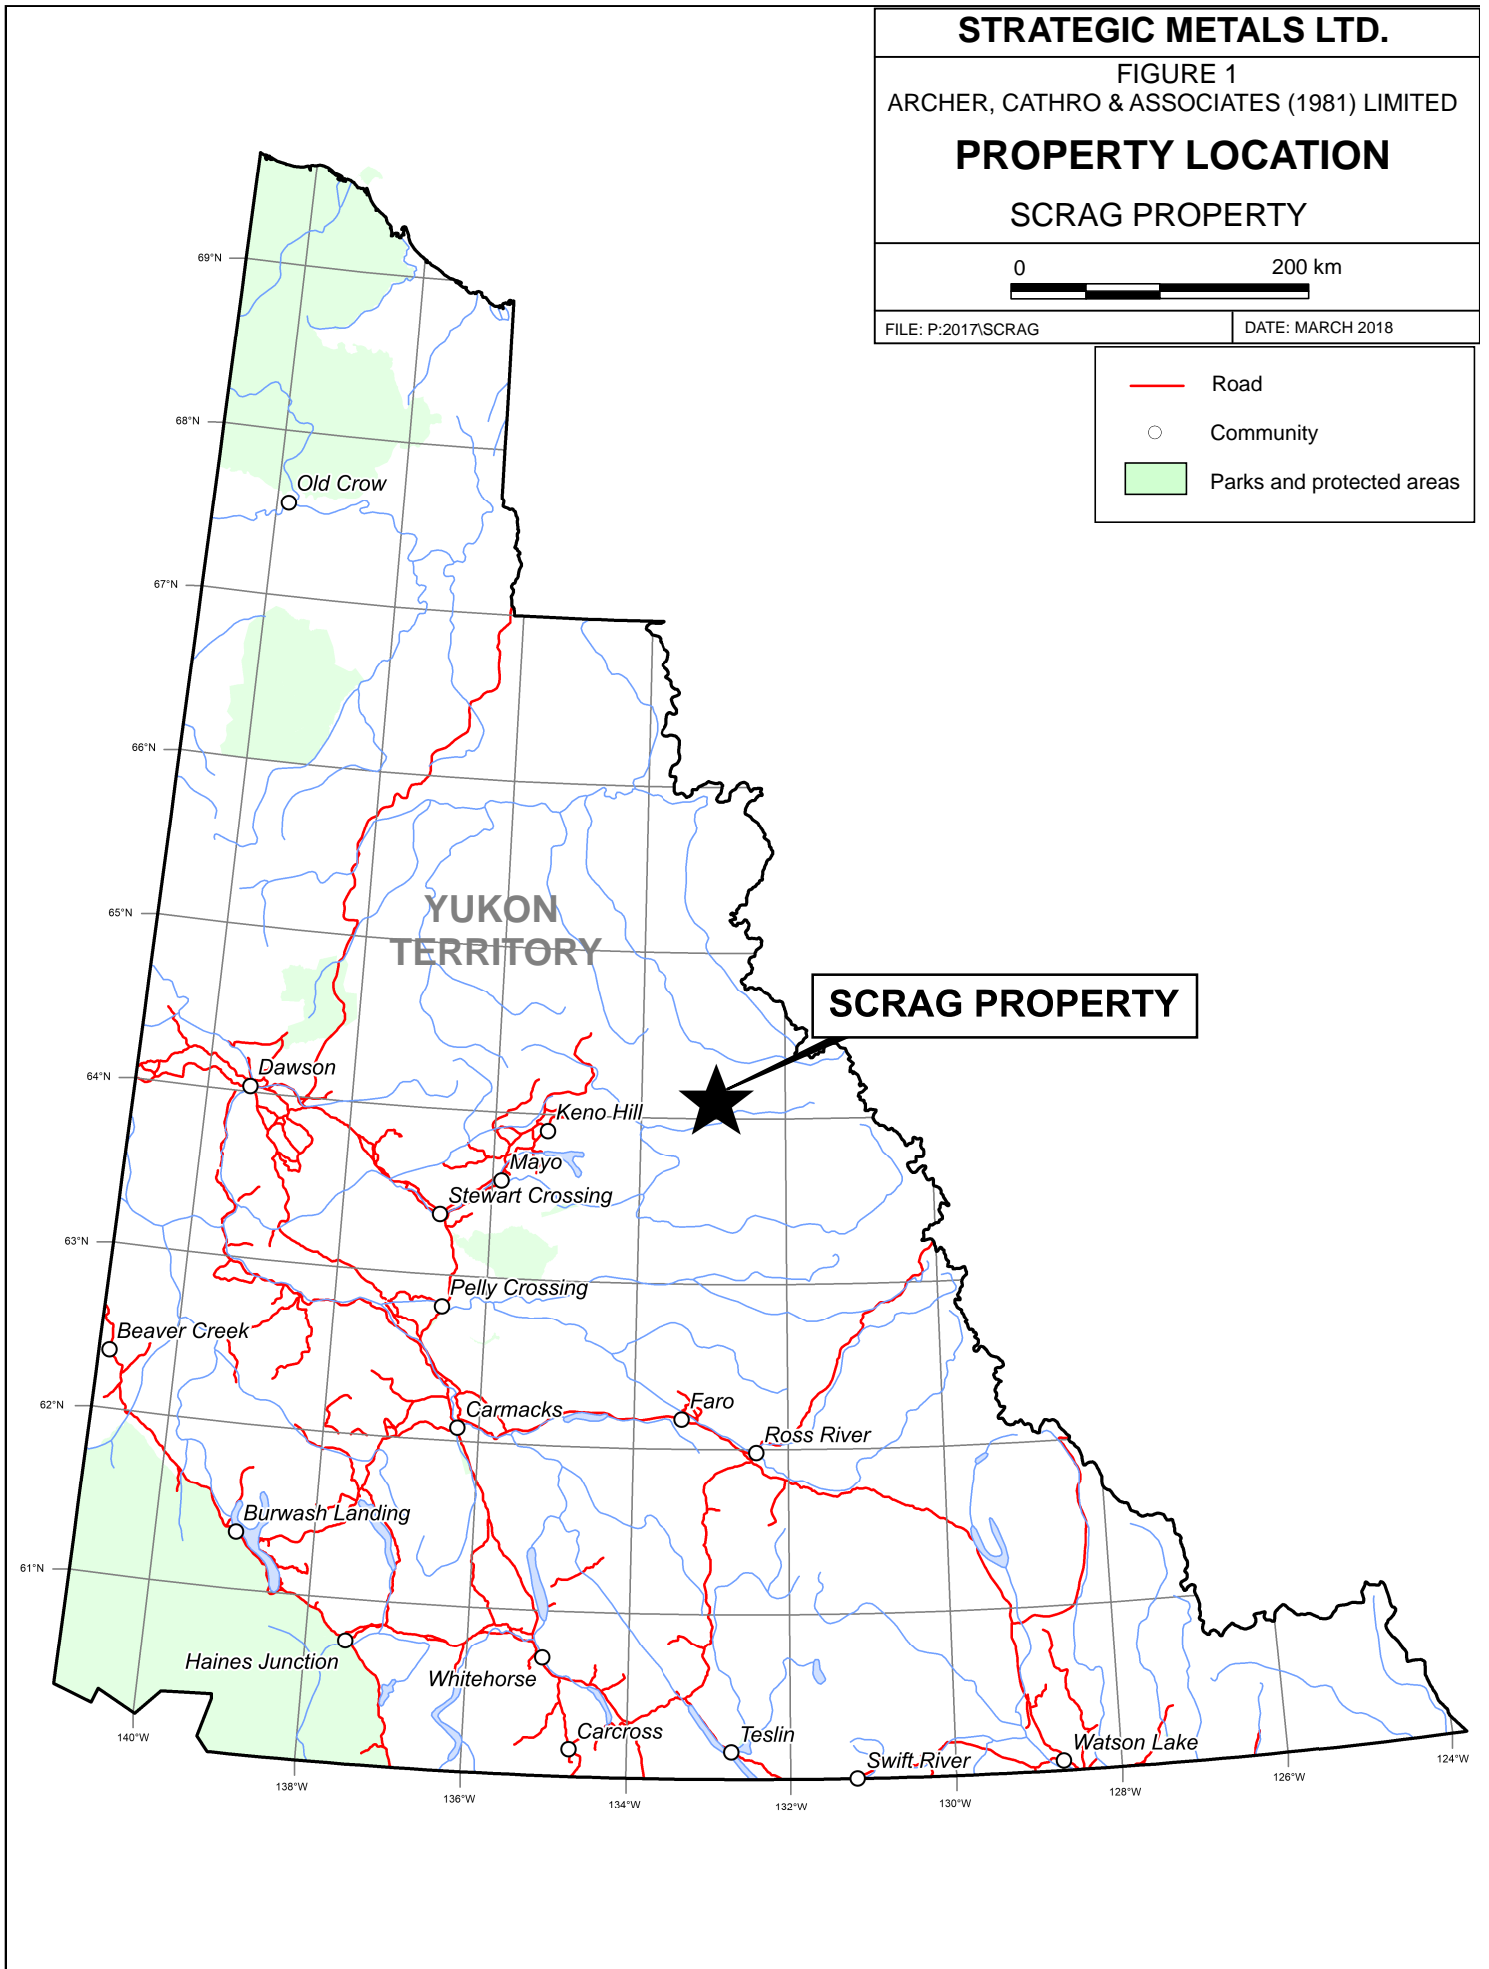 STRATEGIC METALS LTD.
FIGURE 1
ARCHER, CATHRO & ASSOCIATES (1981) LIMITED
PROPERTY LOCATION
SCRAG PROPERTY
0 200 km
FILE: P:2017\SCRAG DATE: MARCH 2018
Road
Community
Parks and protected areas
69°N
68°N
Old Crow
67°N
66°N
65°N
YUKON
TERRITORY
SCRAG PROPERTY
Dawson
64°N
Keno Hill
Mayo
Stewart Crossing
63°N
Pelly Crossing
Beaver Creek
62°N
Carmacks
Faro
Ross River
Burwash Landing
61°N
Haines Junction
Whitehorse
Carcross
Teslin
Swift River
Watson Lake
140°W
138°W
136°W
134°W
132°W
130°W
128°W
126°W
124°W